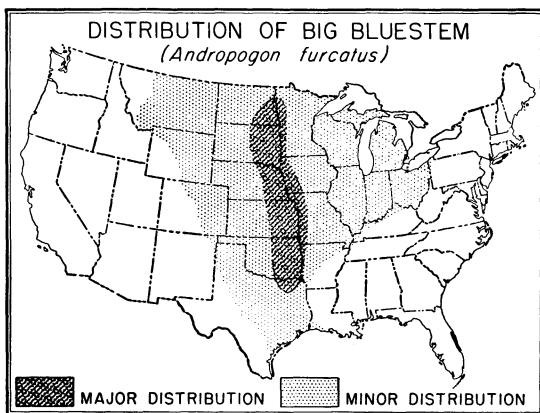 DISTRIBUTION OF BIG BLUESTEM
(Andropogon furcatus)
MAJOR DISTRIBUTION
MINOR DISTRIBUTION